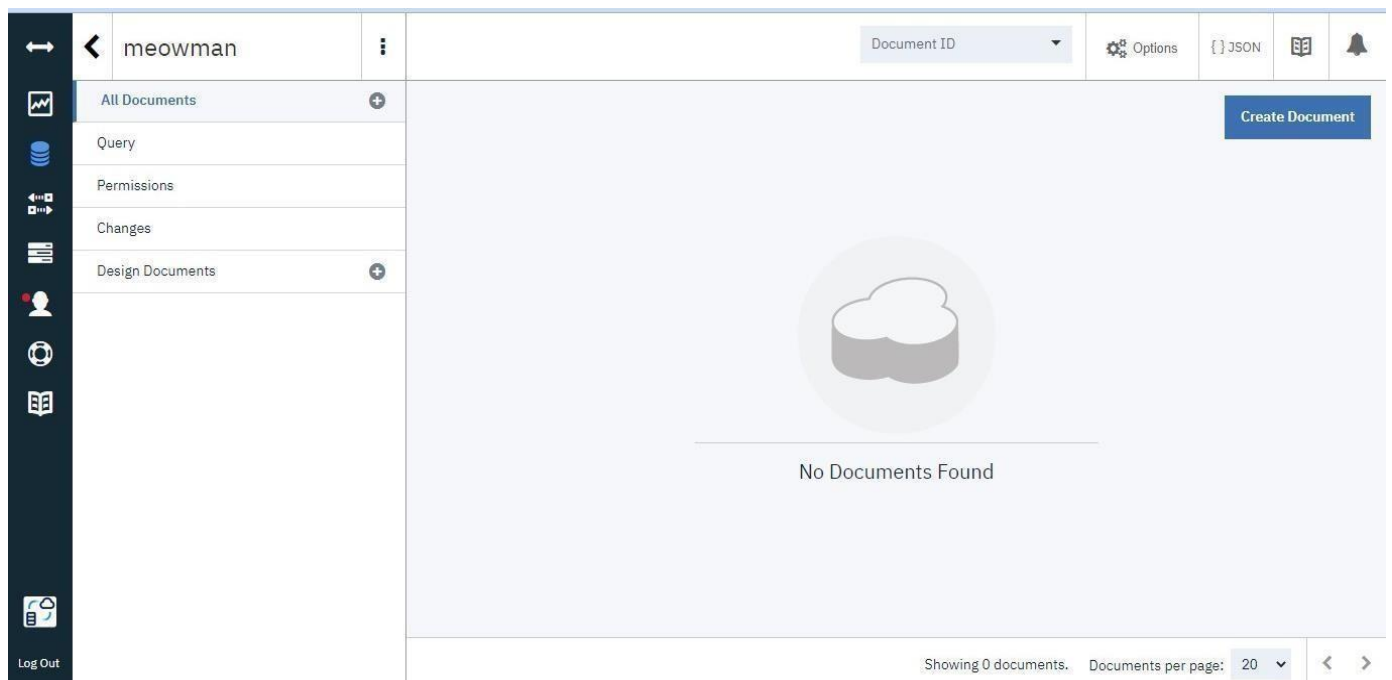 meowman
Document ID
Options
{ } JSON
All Documents
Query
Permissions
Changes
Design Documents
Create Document
No Documents Found
Log Out
Showing 0 documents.
Documents per page: 20